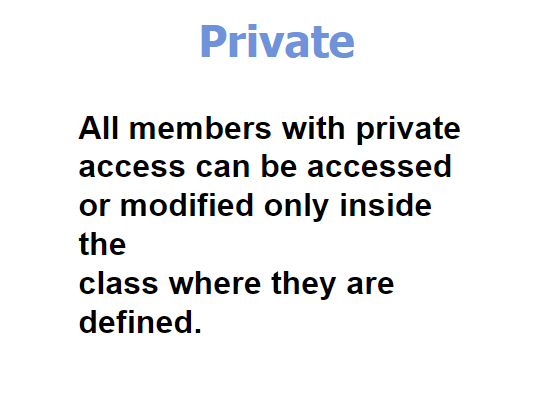 Private
All members with private
access can be accessed
or modified only inside
the
class where they are
defined.